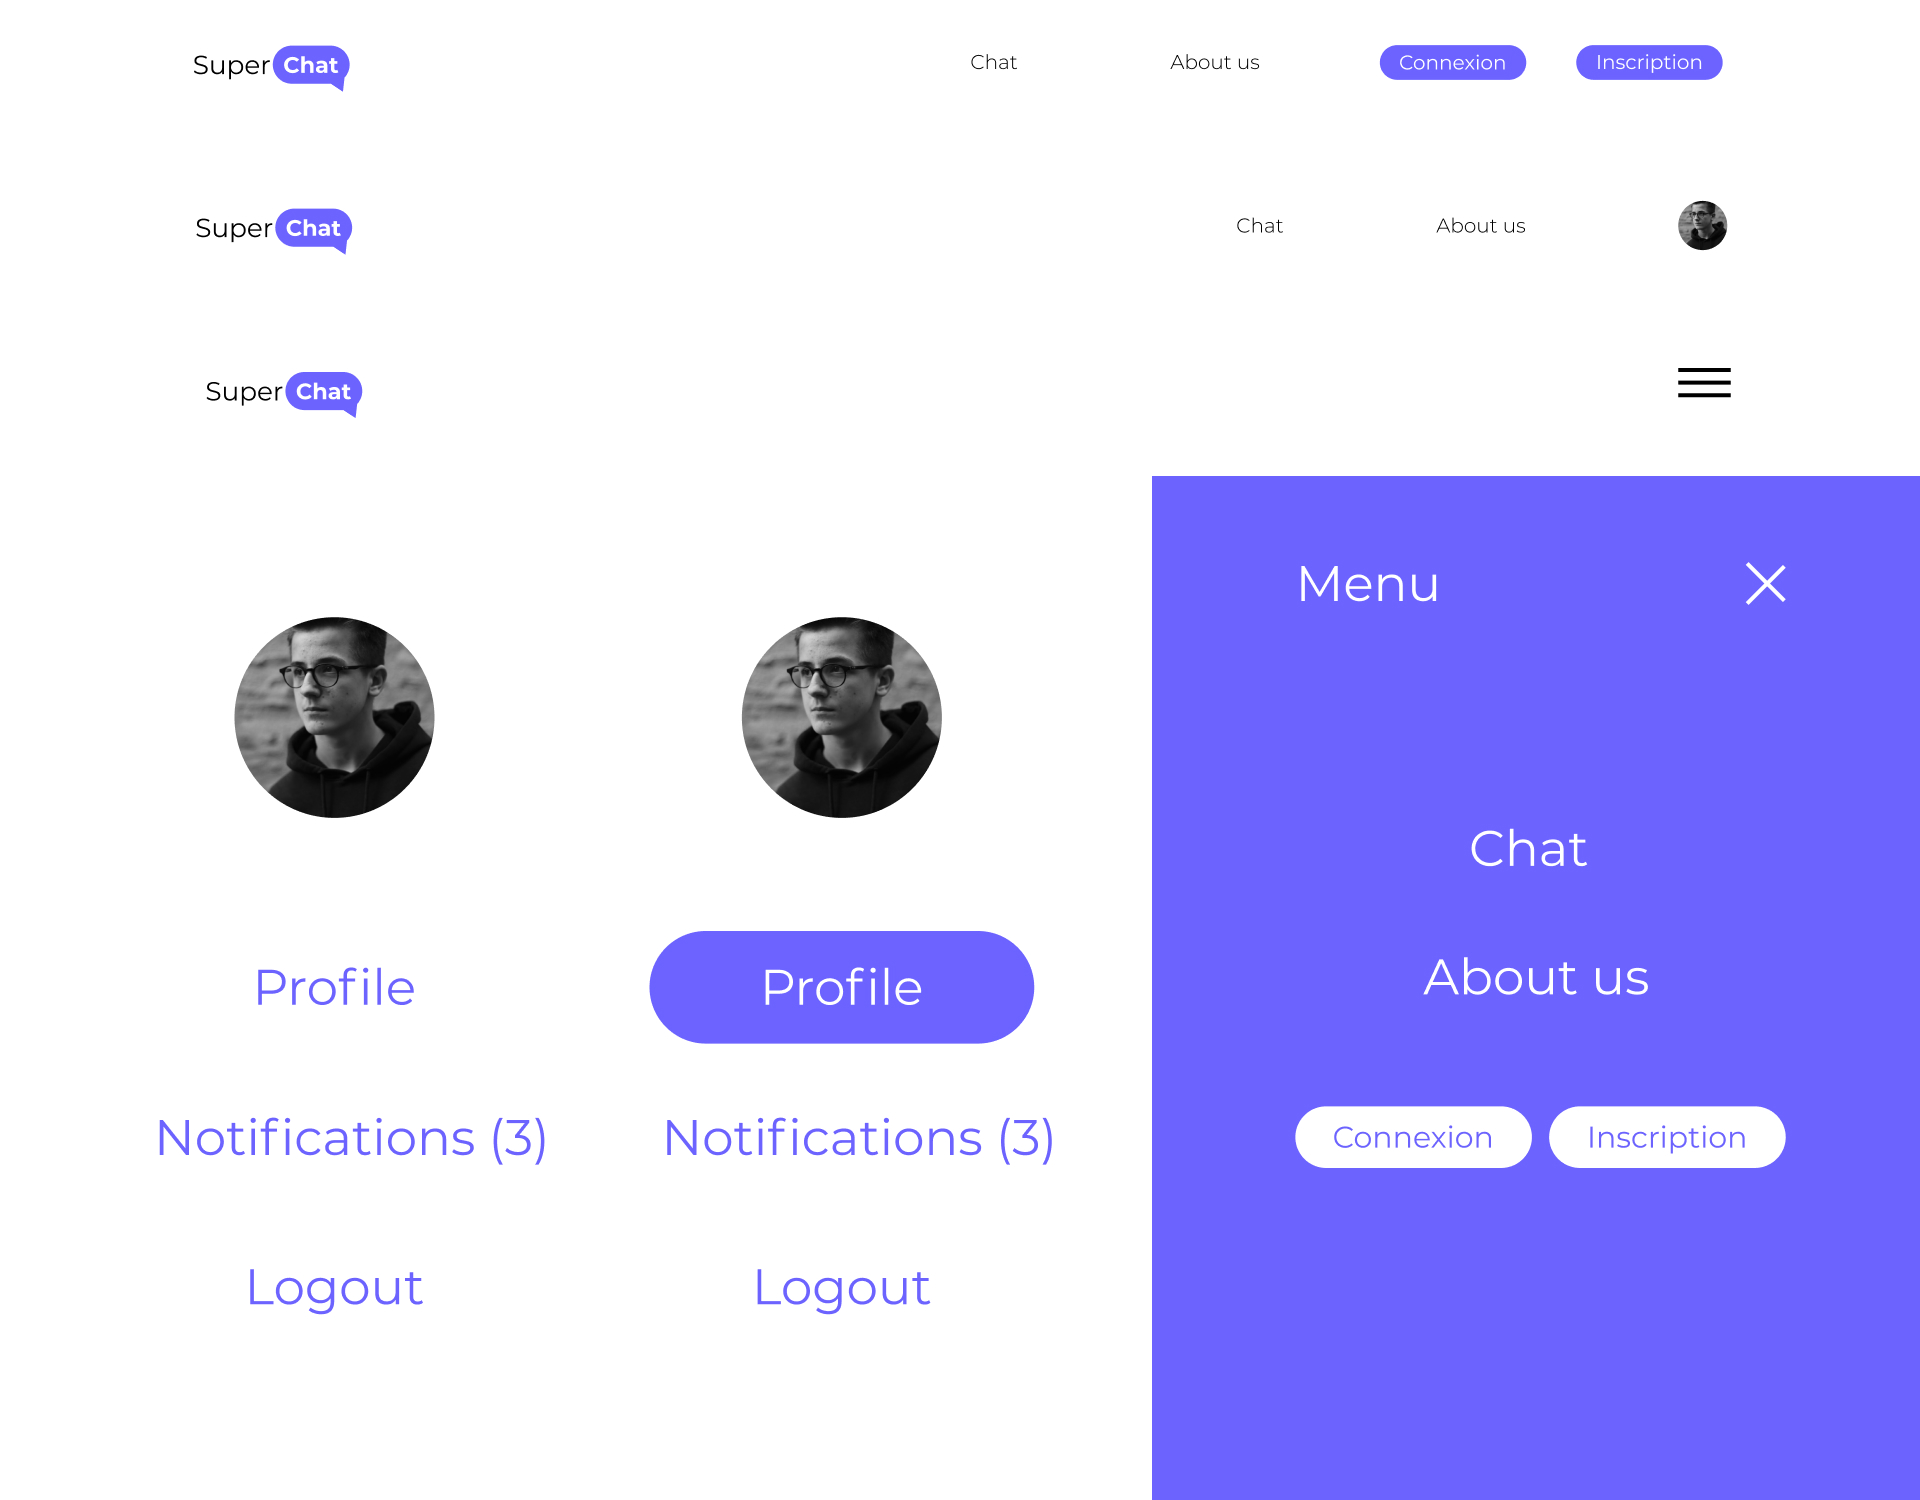 Super Chat Chat About us Connexion Inscription
Super Chat Chat About us
Super Chat
Menu
Chat
About us
Connexion Inscription
Profile
Notifications (3)
Logout
Profile
Notifications (3)
Logout